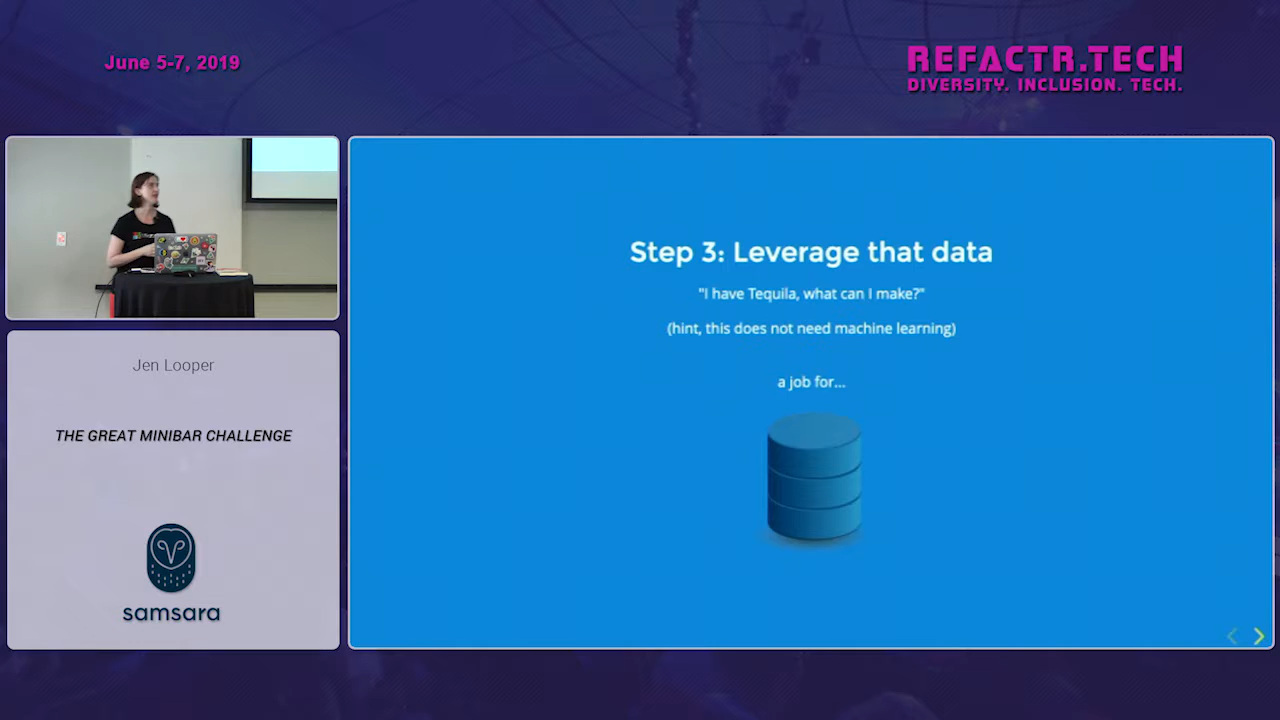 June 5-7, 2019
REFACTR.TECH
DIVERSITY. INCLUSION. TECH.
Jen Looper
THE GREAT MINIBAR CHALLENGE
samsara
Step 3: Leverage that data
"I have Tequila, what can I make?"
(hint, this does not need machine learning)
a job for...